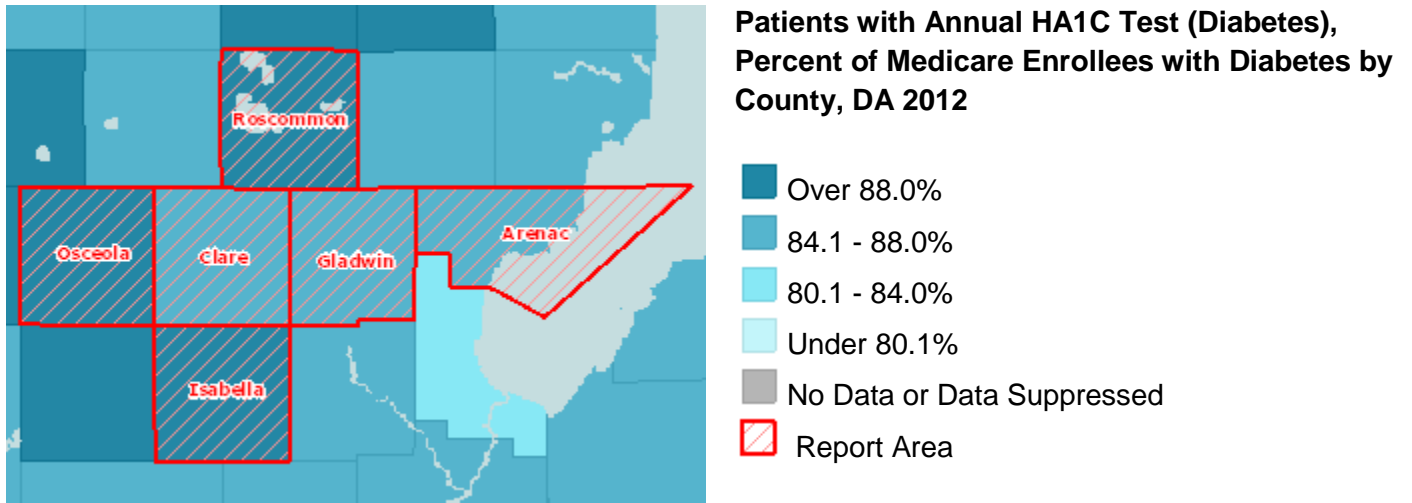 Patients with Annual HA1C Test (Diabetes),
Percent of Medicare Enrollees with Diabetes by
County, DA 2012
Roscommon
Osceola
Clare
Gladwin
Arenac
Isabella
Over 88.0%
84.1 - 88.0%
80.1 - 84.0%
Under 80.1%
No Data or Data Suppressed
Report Area